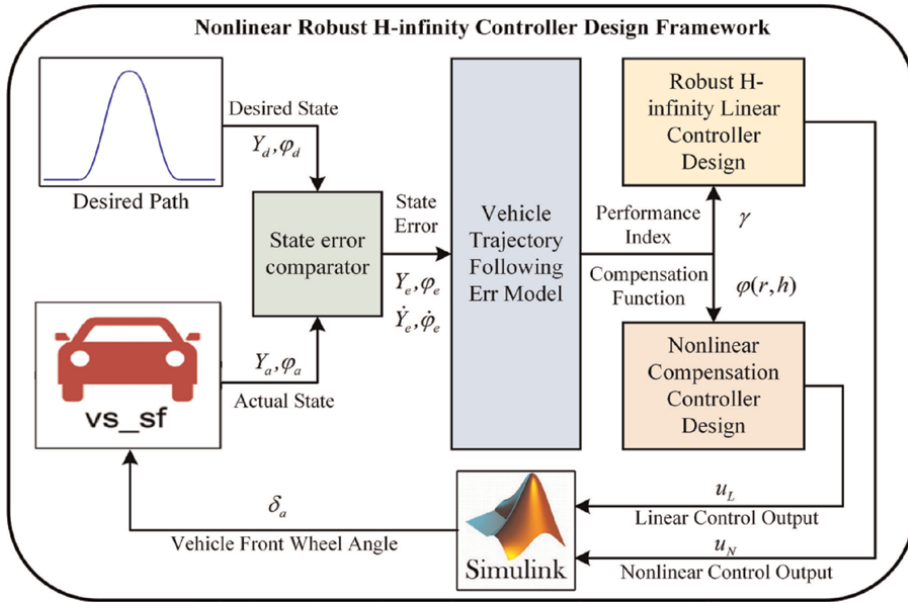 Nonlinear Robust H-infinity Controller Design Framework
Desired State
Y_d, φ_d
Desired Path
State error
comparator
State
Error
Y_e, φ_e
Ẏ_e, φ̇_e
Y_a, φ_a
Actual State
vs_sf
Vehicle
Trajectory
Following
Err Model
Performance
Index
Compensation
Function
Robust H-
infinity Linear
Controller
Design
γ
φ(r, h)
Nonlinear
Compensation
Controller
Design
u_L
Linear Control Output
u_N
Nonlinear Control Output
Simulink
δ_a
Vehicle Front Wheel Angle